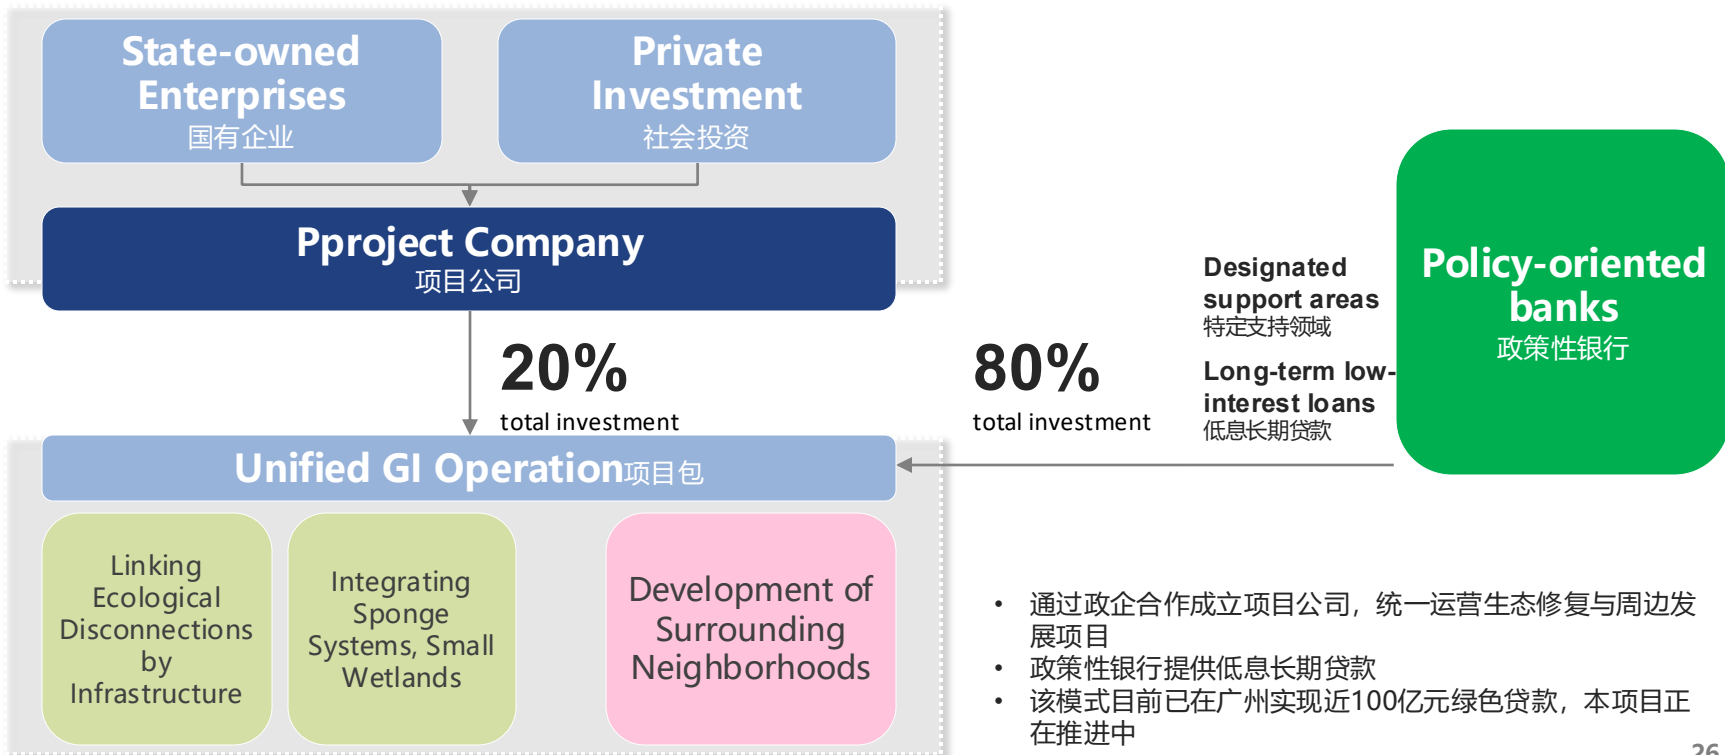 State-owned
Enterprises
国有企业
Private
Investment
社会投资
Pproject Company
项目公司
20%
total investment
80%
total investment
Designated
support areas
特定支持领域
Long-term low-
interest loans
低息长期贷款
Policy-oriented
banks
政策性银行
Unified GI Operation项目包
Linking
Ecological
Disconnections
by
Infrastructure
Integrating
Sponge
Systems, Small
Wetlands
Development of
Surrounding
Neighborhoods
• 通过政企合作成立项目公司，统一运营生态修复与周边发
展项目
• 政策性银行提供低息长期贷款
• 该模式目前已在广州实现近100亿元绿色贷款，本项目正
在推进中
26